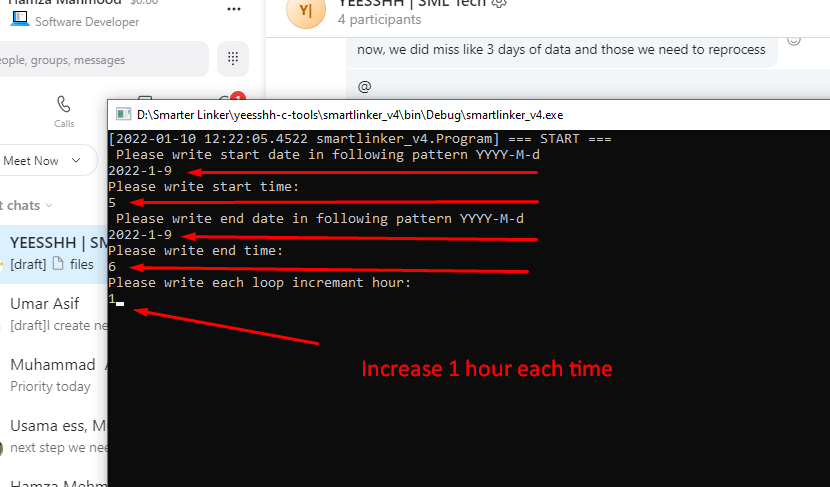 Hamza Mahmood $0.00
Software Developer
eople, groups, messages
Calls
Meet Now
t chats
YEESSHH | SM
[draft] files
Umar Asif
[draft]I create ne
Muhammad A
Priority today
Usama ess, M
next step we nee
Hamza Mehm
Y|
YEESSHH | SML Tech
4 participants
now, we did miss like 3 days of data and those we need to reprocess
@
1
D:\Smarter Linker\yeesshh-c-tools\smartlinker_v4\bin\Debug\smartlinker_v4.exe
[2022-01-10 12:22:05.4522 smartlinker_v4.Program] === START ===
Please write start date in following pattern YYYY-M-d
2022-1-9
Please write start time:
5
Please write end date in following pattern YYYY-M-d
2022-1-9
Please write end time:
6
Please write each loop incremant hour:
1
Increase 1 hour each time